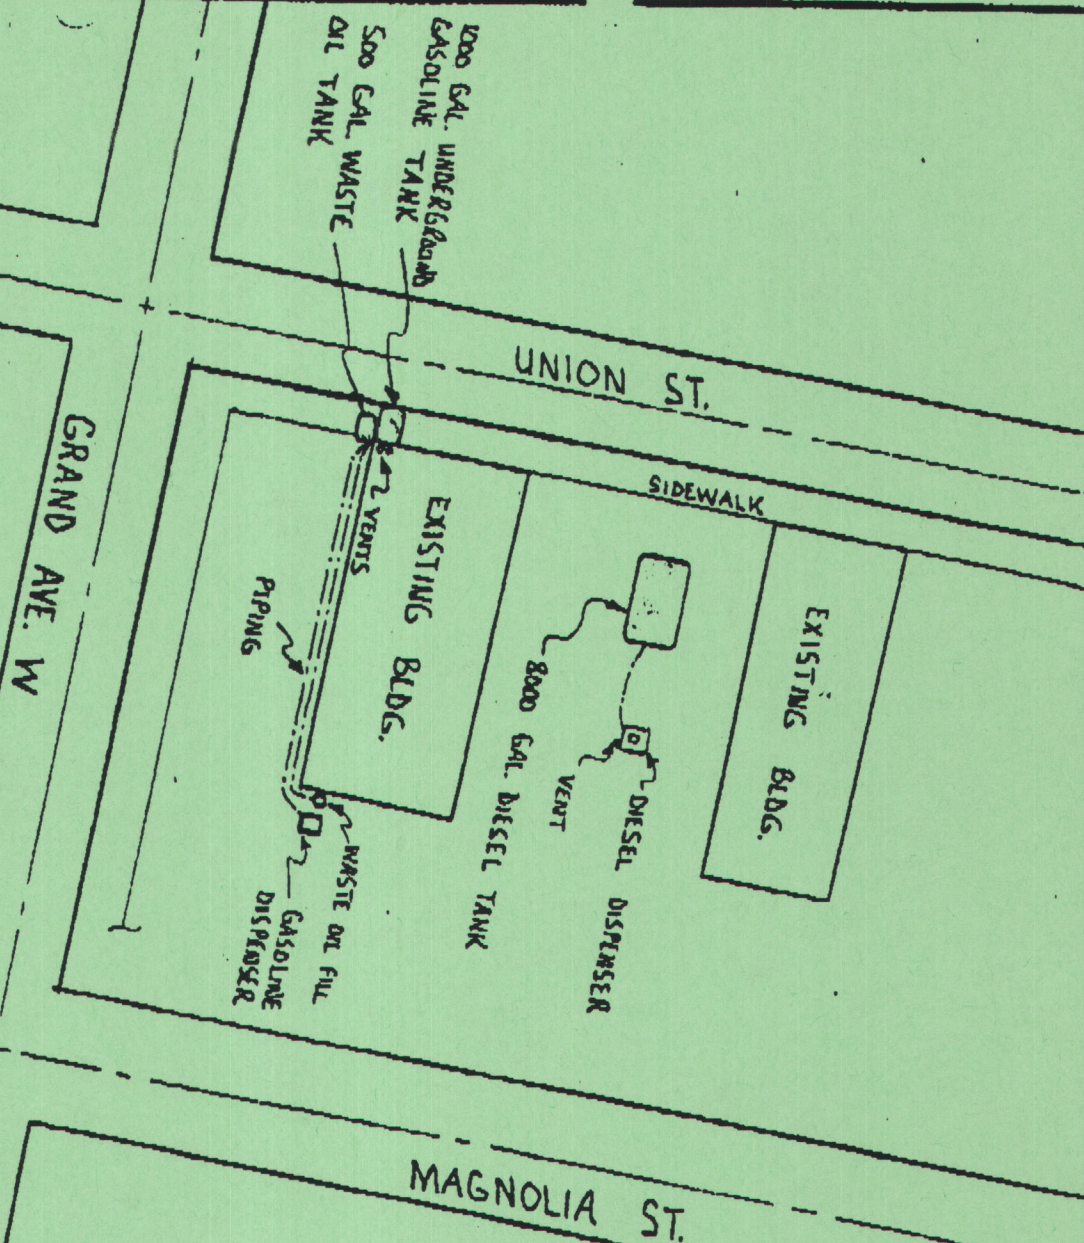 1000 GAL. UNDERGROUND
GASOLINE TANK
500 GAL. WASTE
OIL TANK
UNION ST.
SIDEWALK
GRAND AVE. W
VENTS
EXISTING BLDG.
PIPING
EXISTING BLDG.
8000 GAL. DIESEL TANK
VENT
DIESEL DISPENSER
WASTE OIL FILL
GASOLINE
DISPENSER
MAGNOLIA ST.